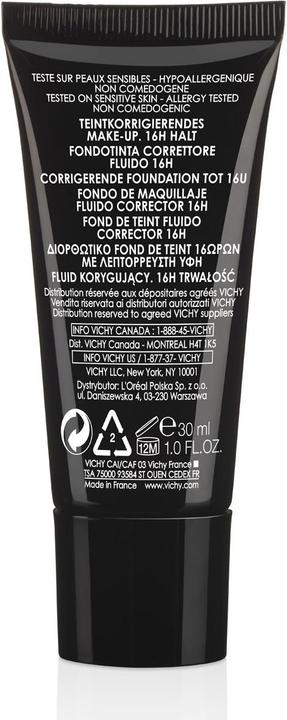 TESTE SUR PEAUX SENSIBLES - HYPOALLERGENIQUE
NON COMEDOGENE
TESTED ON SENSITIVE SKIN - ALLERGY TESTED
NON COMEDOGENIC
TEINTKORRIGIERENDES
MAKE-UP. 16H HALT
FONDOTINTA CORRETTORE
FLUIDO 16H
CORRIGERENDE FOUNDATION TOT 16U
FONDO DE MAQUILLAJE
FLUIDO CORRECTOR 16H
FOND DE TEINT FLUIDO
CORRECTOR 16H
ΔΙΟΡΘΩΤΙΚΟ FOND DE TEINT 16ΩΡΩΝ
ΜΕ ΛΕΠΤΟΡΡΕΥΣΤΗ ΥΦΗ
FLUID KORYGUJĄCY. 16H TRWAŁOŚĆ
Distribution réservée aux dépositaires agréés VICHY
Vendita riservata ai distributori autorizzati VICHY
Distribution reserved to agreed VICHY suppliers
INFO VICHY CANADA : 1-888-45-VICHY
Dist. VICHY Canada - MONTREAL H4T 1K5
INFO VICHY US / 1-877-37- VICHY
VICHY LLC, NEW YORK, NY 10001
Dystrybutor: L'Oréal Polska Sp. z o.o.
ul. Daniszewska 4, 03-230 Warszawa
2 12M e 30 ml
1.0 FL.OZ.
VICHY CAI/CAF 03 Vichy France
TSA 75000 93584 ST OUEN CEDEX FR
Made in France www.vichy.com